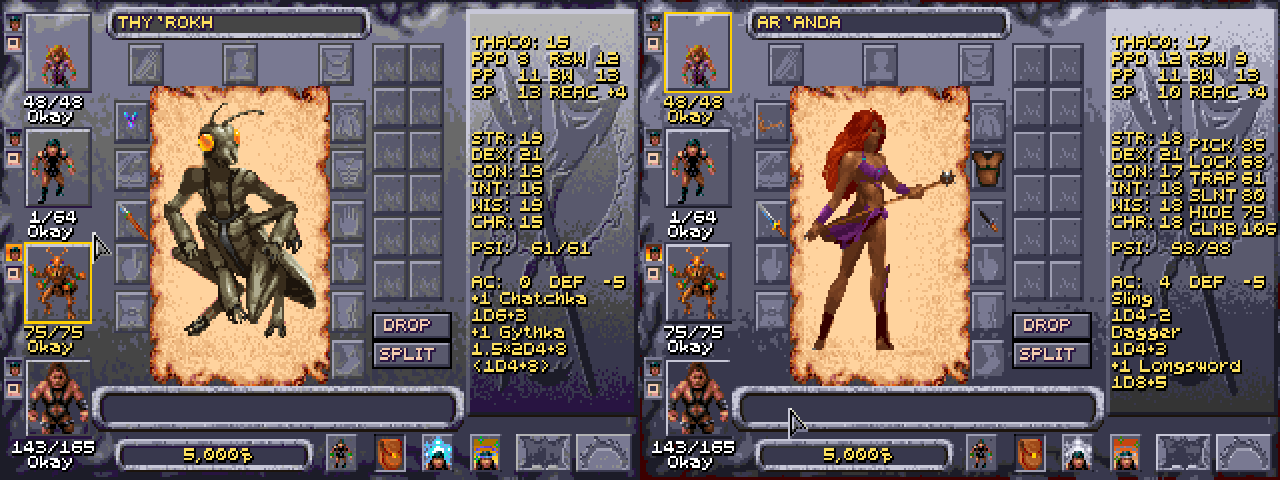 THY 'ROKH
THAC0: 15
PPD 8 RSW 12
PP 11 BW 13
SP 13 REAC +4
48/48
Okay
STR: 19
DEX: 21
CON: 19
INT: 16
WIS: 19
CHR: 15
1/64
Okay
PSI: 61/61
AC: 0 DEF -5
+1 Chatchka
1D6+3
+1 Gythka
1.5×2D4+8
(1D4+8)
75/75
Okay
DROP
SPLIT
143/165
Okay
5,000
AR 'ANDA
THAC0: 17
PPD 12 RSW 9
PP 11 BW 13
SP 10 REAC +4
48/48
Okay
STR: 18
DEX: 21 PICK 86
CON: 17 LOCK 68
INT: 18 TRAP 61
WIS: 18 SLNT 80
CHR: 18 HIDE 75
CLMB 106
1/64
Okay
PSI: 98/98
AC: 4 DEF -5
Sling
1D4-2
Dagger
1D4+3
+1 Longsword
1D8+5
75/75
Okay
DROP
SPLIT
143/165
Okay
5,000